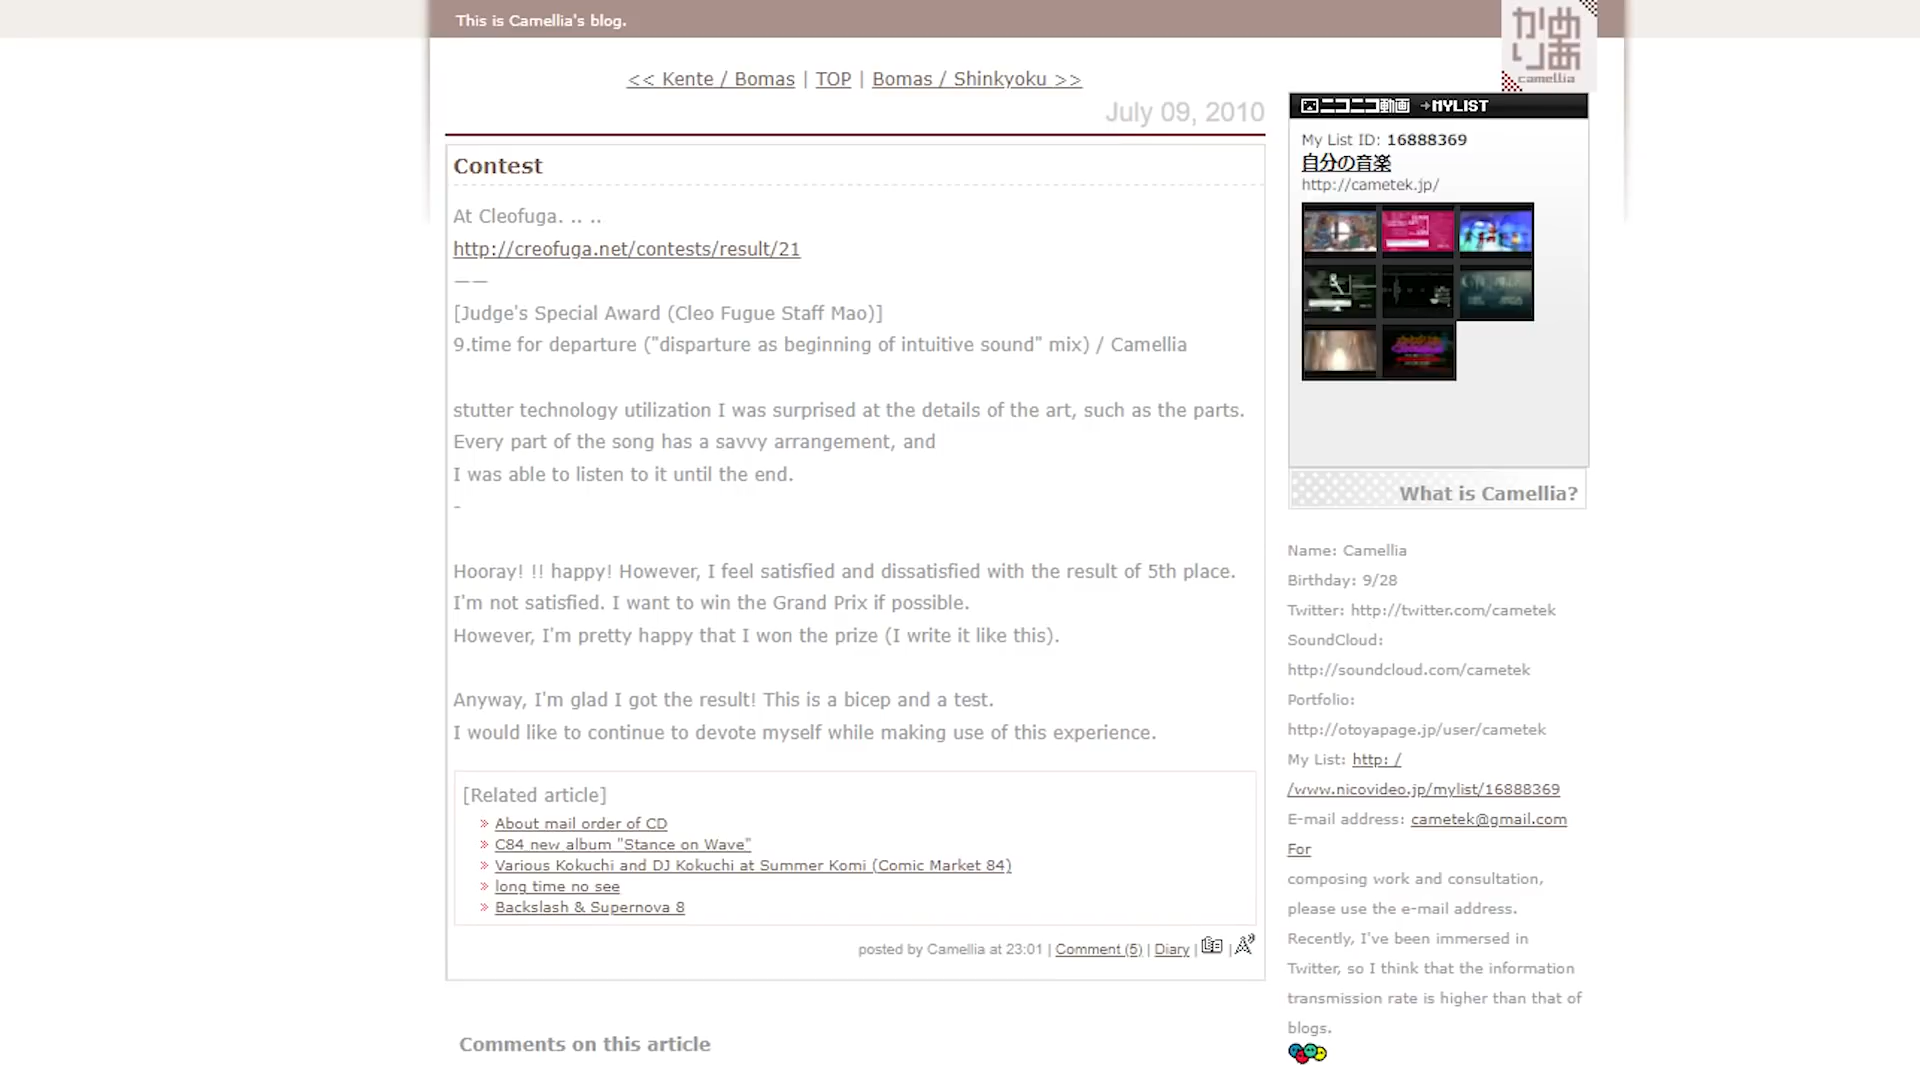 This is Camellia's blog.
かめりあ
camellia
<< Kente / Bomas | TOP | Bomas / Shinkyoku >>
July 09, 2010
Contest
At Cleofuga. .. ..
http://creofuga.net/contests/result/21
——
[Judge's Special Award (Cleo Fugue Staff Mao)]
9.time for departure ("disparture as beginning of intuitive sound" mix) / Camellia
stutter technology utilization I was surprised at the details of the art, such as the parts.
Every part of the song has a savvy arrangement, and
I was able to listen to it until the end.
-
Hooray! !! happy! However, I feel satisfied and dissatisfied with the result of 5th place.
I'm not satisfied. I want to win the Grand Prix if possible.
However, I'm pretty happy that I won the prize (I write it like this).
Anyway, I'm glad I got the result! This is a bicep and a test.
I would like to continue to devote myself while making use of this experience.
[Related article]
» About mail order of CD
» C84 new album "Stance on Wave"
» Various Kokuchi and DJ Kokuchi at Summer Komi (Comic Market 84)
» long time no see
» Backslash & Supernova 8
posted by Camellia at 23:01 | Comment (5) | Diary | |
Comments on this article
ニコニコ動画 →MYLIST
My List ID: 16888369
自分の音楽
http://cametek.jp/
What is Camellia?
Name: Camellia
Birthday: 9/28
Twitter: http://twitter.com/cametek
SoundCloud:
http://soundcloud.com/cametek
Portfolio:
http://otoyapage.jp/user/cametek
My List: http: /
/www.nicovideo.jp/mylist/16888369
E-mail address: cametek@gmail.com
For
composing work and consultation,
please use the e-mail address.
Recently, I've been immersed in
Twitter, so I think that the information
transmission rate is higher than that of
blogs.